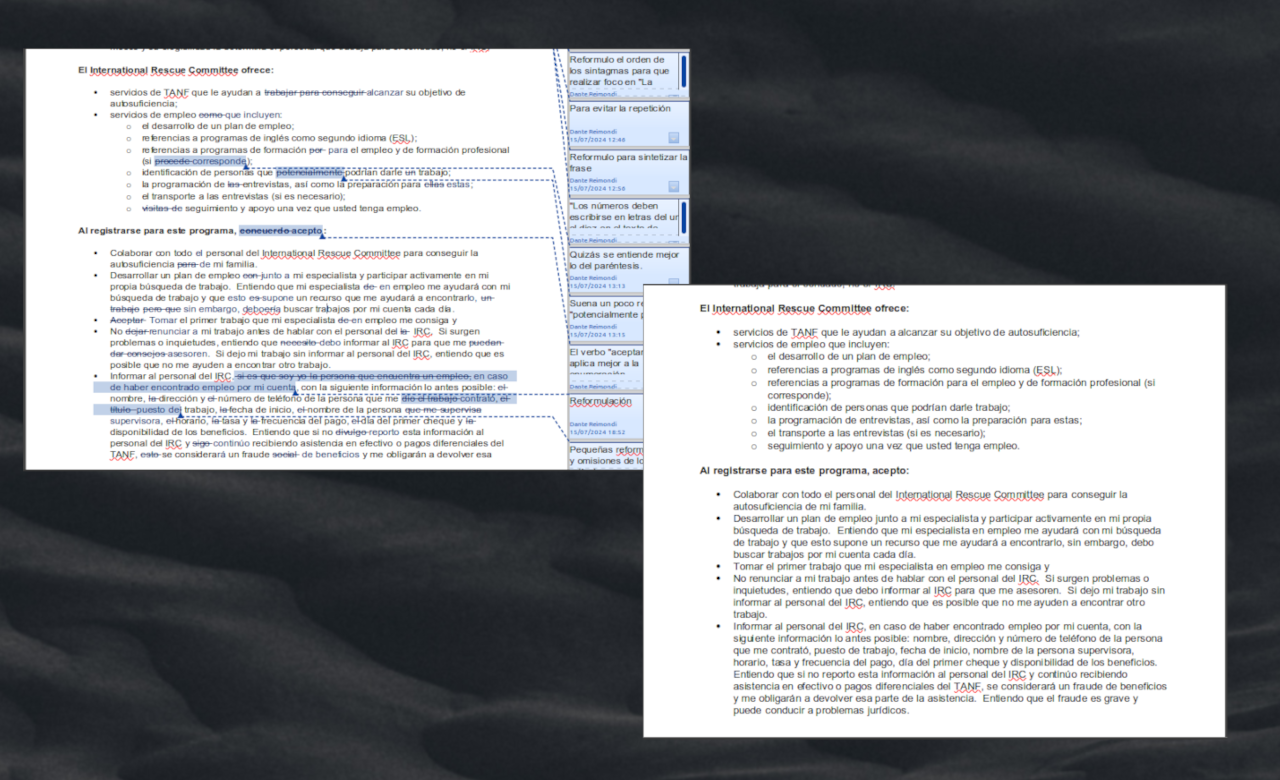 El International Rescue Committee ofrece:
servicios de TANF que le ayudan a trabajar para conseguir alcanzar su objetivo de
autosuficiencia;
servicios de empleo como que incluyen:
el desarrollo de un plan de empleo;
referencias a programas de inglés como segundo idioma (ESL);
referencias a programas de formación por para el empleo y de formación profesional
(si procede corresponde);
identificación de personas que potencialmente podrían darle un trabajo;
la programación de las entrevistas, así como la preparación para ellas estas;
el transporte a las entrevistas (si es necesario);
visitas de seguimiento y apoyo una vez que usted tenga empleo.
Al registrarse para este programa, concuerdo acepto:
Colaborar con todo el personal del International Rescue Committee para conseguir la
autosuficiencia para de mi familia.
Desarrollar un plan de empleo con junto a mi especialista y participar activamente en mi
propia búsqueda de trabajo. Entiendo que mi especialista de en empleo me ayudará con mi
búsqueda de trabajo y que esto es supone un recurso que me ayudará a encontrarlo, un
trabajo pero que sin embargo, debo buscar trabajos por mi cuenta cada día.
Aceptar Tomar el primer trabajo que mi especialista de en empleo me consiga y
No dejar renunciar a mi trabajo antes de hablar con el personal del la IRC. Si surgen
problemas o inquietudes, entiendo que necesito debo informar al IRC para que me puedan
dar consejos asesoren. Si dejo mi trabajo sin informar al personal del IRC, entiendo que es
posible que no me ayuden a encontrar otro trabajo.
Informar al personal del IRC, si es que soy yo la persona que encuentra un empleo, en caso
de haber encontrado empleo por mi cuenta, con la siguiente información lo antes posible: el
nombre, la dirección y el número de teléfono de la persona que me dio el trabajo contrató, el
título puesto del trabajo, la fecha de inicio, el nombre de la persona que me supervisa
supervisora, el horario, la tasa y la frecuencia del pago, el día del primer cheque y la
disponibilidad de los beneficios. Entiendo que si no divulgo reporto esta información al
personal del IRC y sigo continúo recibiendo asistencia en efectivo o pagos diferenciales del
TANF, esto se considerará un fraude social de beneficios y me obligarán a devolver esa
Reformulo el orden de
los sintagmas para que
realizar foco en "La
Dante Reimondi
Para evitar la repetición
Dante Reimondi
15/07/2024 12:48
Reformulo para sintetizar la
frase
Dante Reimondi
15/07/2024 12:58
"Los números deben
escribirse en letras del
Dante Reimondi
Quizás se entiende mejor
lo del paréntesis.
Dante Reimondi
15/07/2024 13:13
Suena un poco
"potencialmente
Dante Reimondi
15/07/2024 13:15
El verbo "aceptar
aplica mejor a la
Dante Reimondi
Reformulación
Dante Reimondi
15/07/2024 18:52
Pequeñas
y omisiones de
El International Rescue Committee ofrece:
servicios de TANF que le ayudan a alcanzar su objetivo de autosuficiencia;
servicios de empleo que incluyen:
el desarrollo de un plan de empleo;
referencias a programas de inglés como segundo idioma (ESL);
referencias a programas de formación para el empleo y de formación profesional (si
corresponde);
identificación de personas que podrían darle trabajo;
la programación de entrevistas, así como la preparación para estas;
el transporte a las entrevistas (si es necesario);
seguimiento y apoyo una vez que usted tenga empleo.
Al registrarse para este programa, acepto:
Colaborar con todo el personal del International Rescue Committee para conseguir la
autosuficiencia de mi familia.
Desarrollar un plan de empleo junto a mi especialista y participar activamente en mi propia
búsqueda de trabajo. Entiendo que mi especialista en empleo me ayudará con mi búsqueda
de trabajo y que esto supone un recurso que me ayudará a encontrarlo, sin embargo, debo
buscar trabajos por mi cuenta cada día.
Tomar el primer trabajo que mi especialista en empleo me consiga y
No renunciar a mi trabajo antes de hablar con el personal del IRC. Si surgen problemas o
inquietudes, entiendo que debo informar al IRC para que me asesoren. Si dejo mi trabajo sin
informar al personal del IRC, entiendo que es posible que no me ayuden a encontrar otro
trabajo.
Informar al personal del IRC, en caso de haber encontrado empleo por mi cuenta, con la
siguiente información lo antes posible: nombre, dirección y número de teléfono de la persona
que me contrató, puesto de trabajo, fecha de inicio, nombre de la persona supervisora,
horario, tasa y frecuencia del pago, día del primer cheque y disponibilidad de los beneficios.
Entiendo que si no reporto esta información al personal del IRC y continúo recibiendo
asistencia en efectivo o pagos diferenciales del TANF, se considerará un fraude de beneficios
y me obligarán a devolver esa parte de la asistencia. Entiendo que el fraude es grave y
puede conducir a problemas jurídicos.